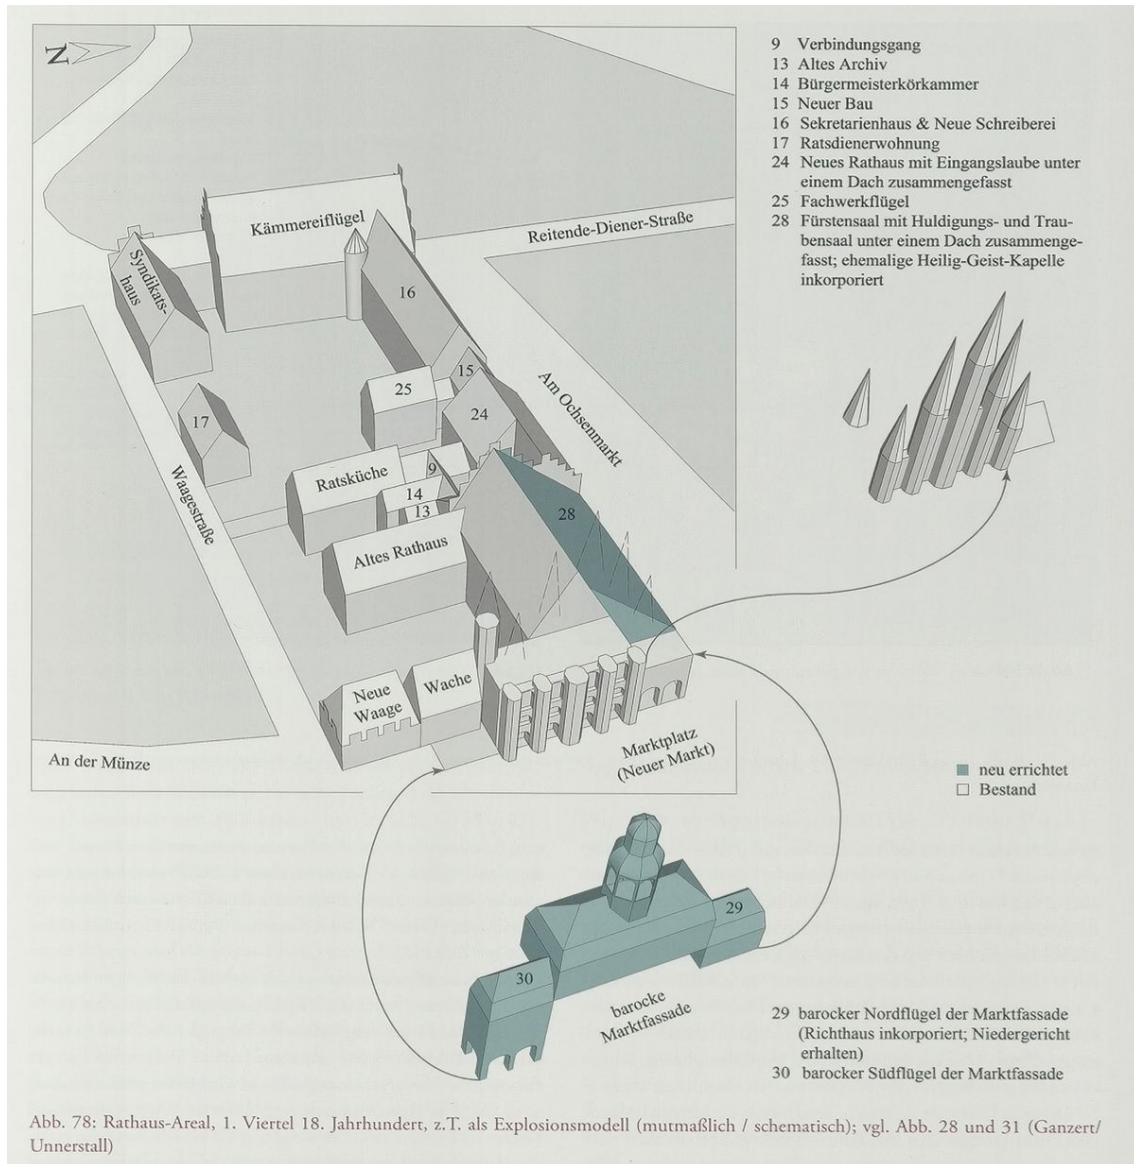 N
9 Verbindungsgang
13 Altes Archiv
14 Bürgermeisterkörkammer
15 Neuer Bau
16 Sekretarienhaus & Neue Schreiberei
17 Ratsdienerwohnung
24 Neues Rathaus mit Eingangslaube unter
einem Dach zusammengefasst
25 Fachwerkflügel
28 Fürstensaal mit Huldigungs- und Trau-
bensaal unter einem Dach zusammenge-
fasst; ehemalige Heilig-Geist-Kapelle
inkorporiert
Kämmereiflügel
Reitende-Diener-Straße
Syndikats-
haus
16
15
Am Ochsenmarkt
25
24
17
Waagestraße
Ratsküche
9
14
13
28
Altes Rathaus
Neue
Waage
Wache
Marktplatz
(Neuer Markt)
An der Münze
neu errichtet
Bestand
29
30
barocke
Marktfassade
29 barocker Nordflügel der Marktfassade
(Richthaus inkorporiert; Niedergericht
erhalten)
30 barocker Südflügel der Marktfassade
Abb. 78: Rathaus-Areal, 1. Viertel 18. Jahrhundert, z.T. als Explosionsmodell (mutmaßlich / schematisch); vgl. Abb. 28 und 31 (Ganzert/
Unnerstall)